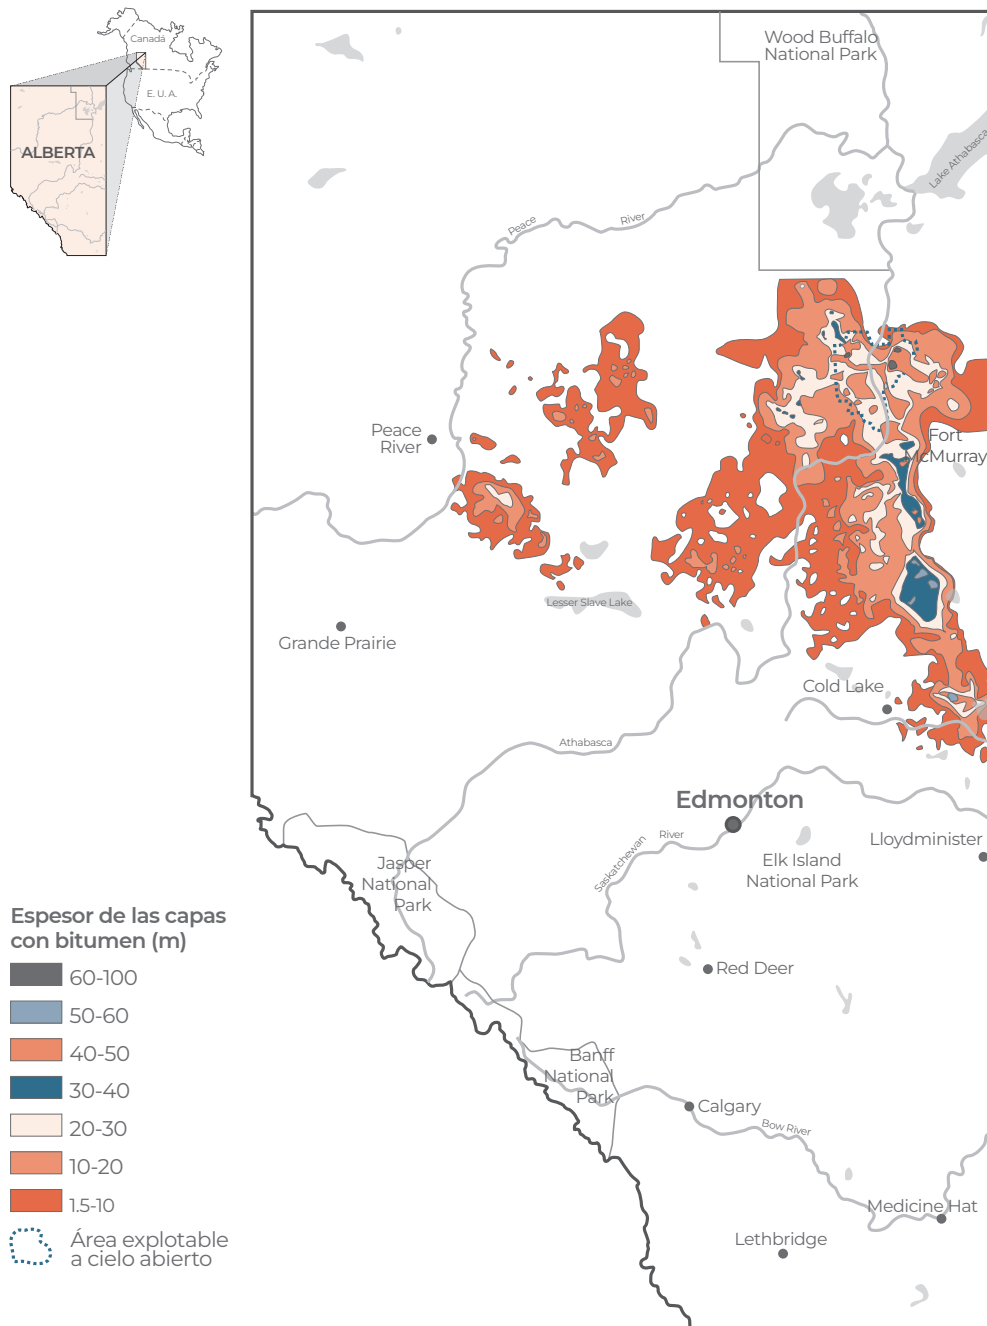 Canadá
E. U. A.
ALBERTA
Wood Buffalo
National Park
Lake Athabasca
Peace
River
Peace
River
Fort
McMurray
Lesser Slave Lake
Grande Prairie
Cold Lake
Athabasca
Edmonton
Saskatchewan
River
Lloydminister
Elk Island
National Park
Jasper
National
Park
Red Deer
Banff
National
Park
Calgary
Bow River
Medicine Hat
Lethbridge
Espesor de las capas
con bitumen (m)
60-100
50-60
40-50
30-40
20-30
10-20
1.5-10
Área explotable
a cielo abierto